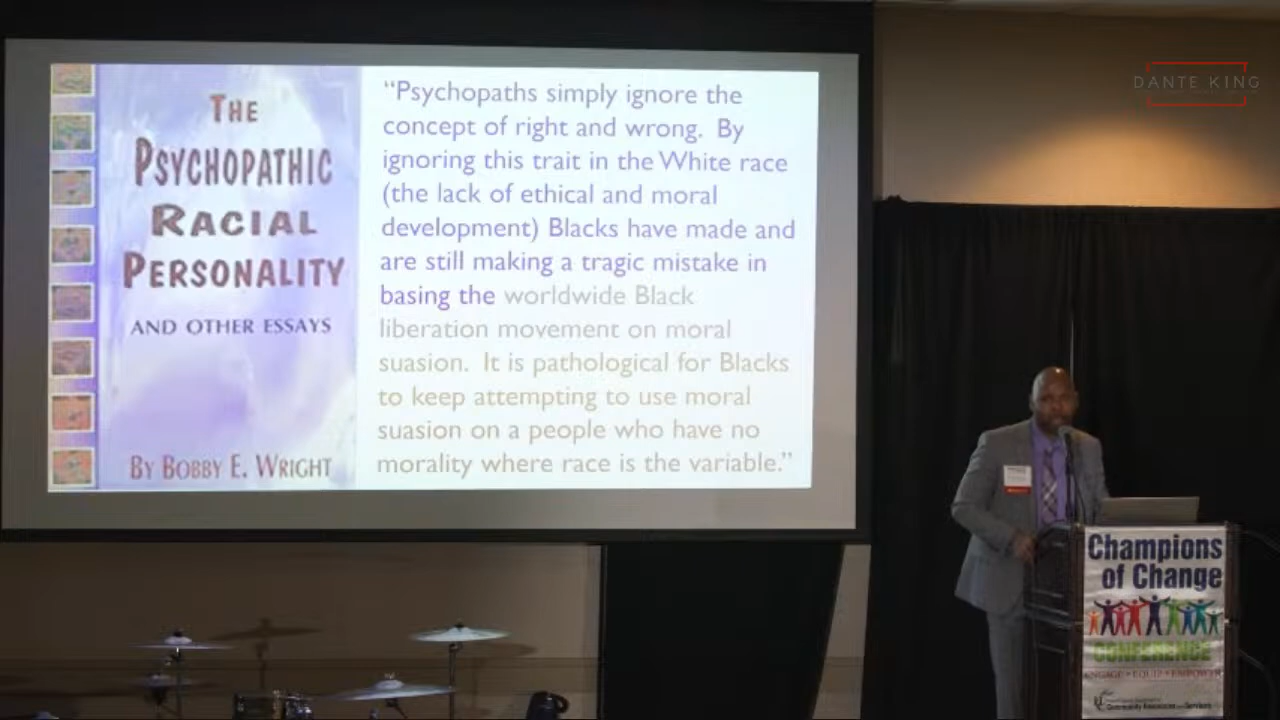 DANTE KING
THE
PSYCHOPATHIC
RACIAL
PERSONALITY
AND OTHER ESSAYS
BY BOBBY E. WRIGHT
“Psychopaths simply ignore the
concept of right and wrong. By
ignoring this trait in the White race
(the lack of ethical and moral
development) Blacks have made and
are still making a tragic mistake in
basing the worldwide Black
liberation movement on moral
suasion. It is pathological for Blacks
to keep attempting to use moral
suasion on a people who have no
morality where race is the variable.”
Champions
of Change
CONFERENCE
ENGAGE • EQUIP • EMPOWER